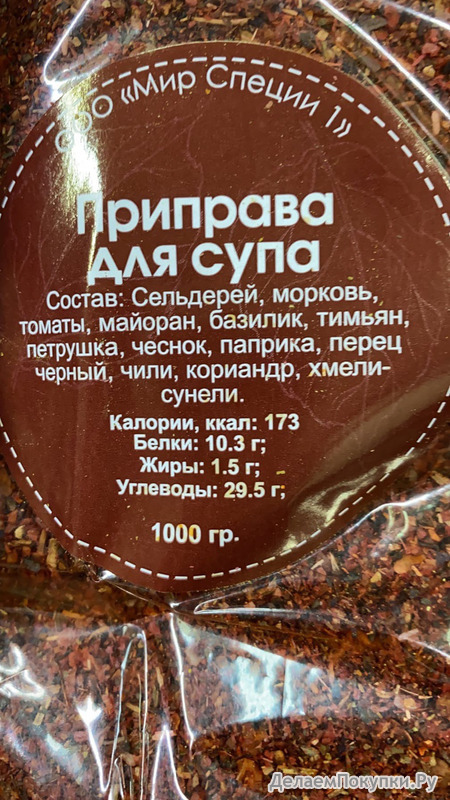 ООО «Мир Специи 1»
Приправа
для супа
Состав: Сельдерей, морковь,
томаты, майоран, базилик, тимьян,
петрушка, чеснок, паприка, перец
черный, чили, кориандр, хмели-
сунели.
Калории, ккал: 173
Белки: 10.3 г;
Жиры: 1.5 г;
Углеводы: 29.5 г;
1000 гр.
ДелаемПокупки.Ру